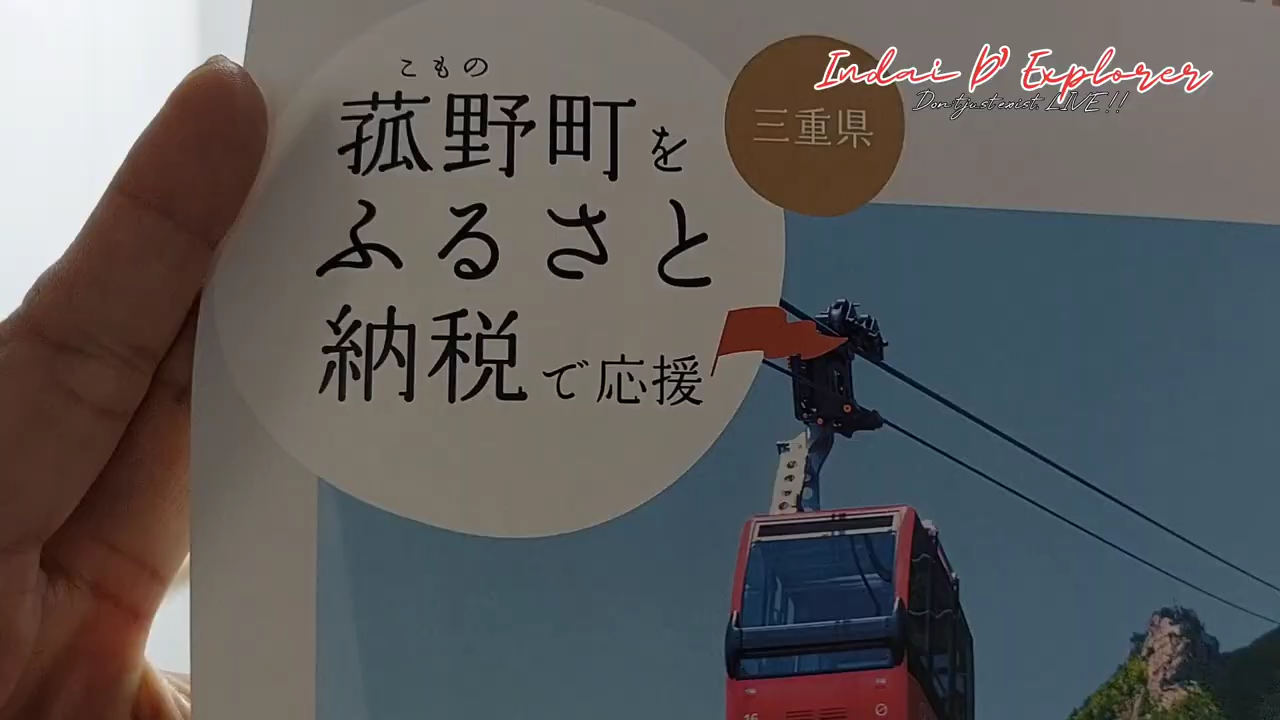 こもの
菰野町を
ふるさと
納税で応援
三重県
Indai D' Explorer
Don't just exist, LIVE!!
16